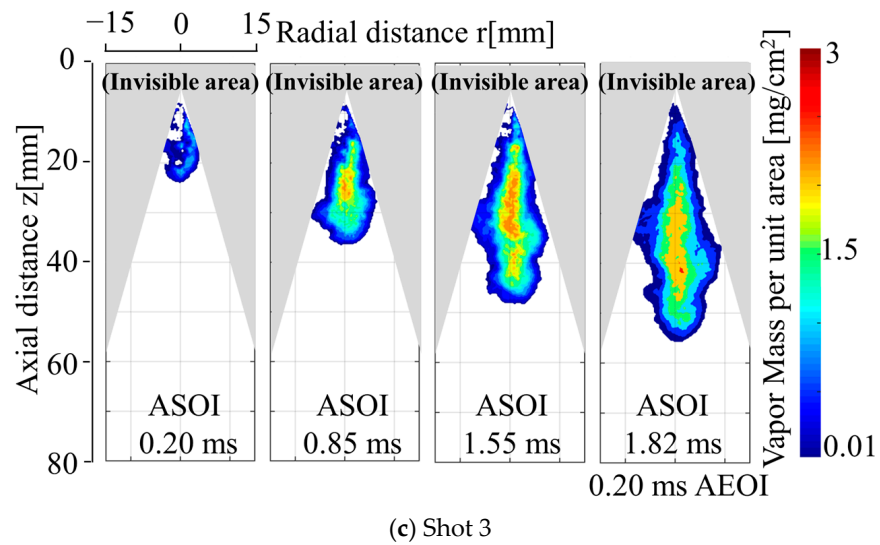 −15 0 15 Radial distance r[mm]
0
20
40
60
80
Axial distance z[mm]
(Invisible area) (Invisible area) (Invisible area) (Invisible area)
ASOI ASOI ASOI ASOI
0.20 ms 0.85 ms 1.55 ms 1.82 ms
0.20 ms AEOI
Vapor Mass per unit area [mg/cm²]
3
1.5
0.01
(c) Shot 3